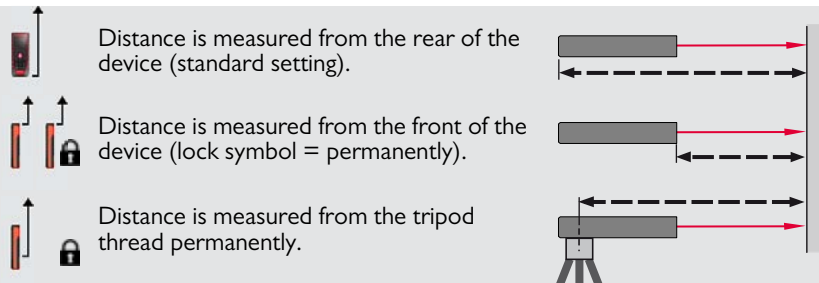 Distance is measured from the rear of the
device (standard setting).
Distance is measured from the front of the
device (lock symbol = permanently).
Distance is measured from the tripod
thread permanently.